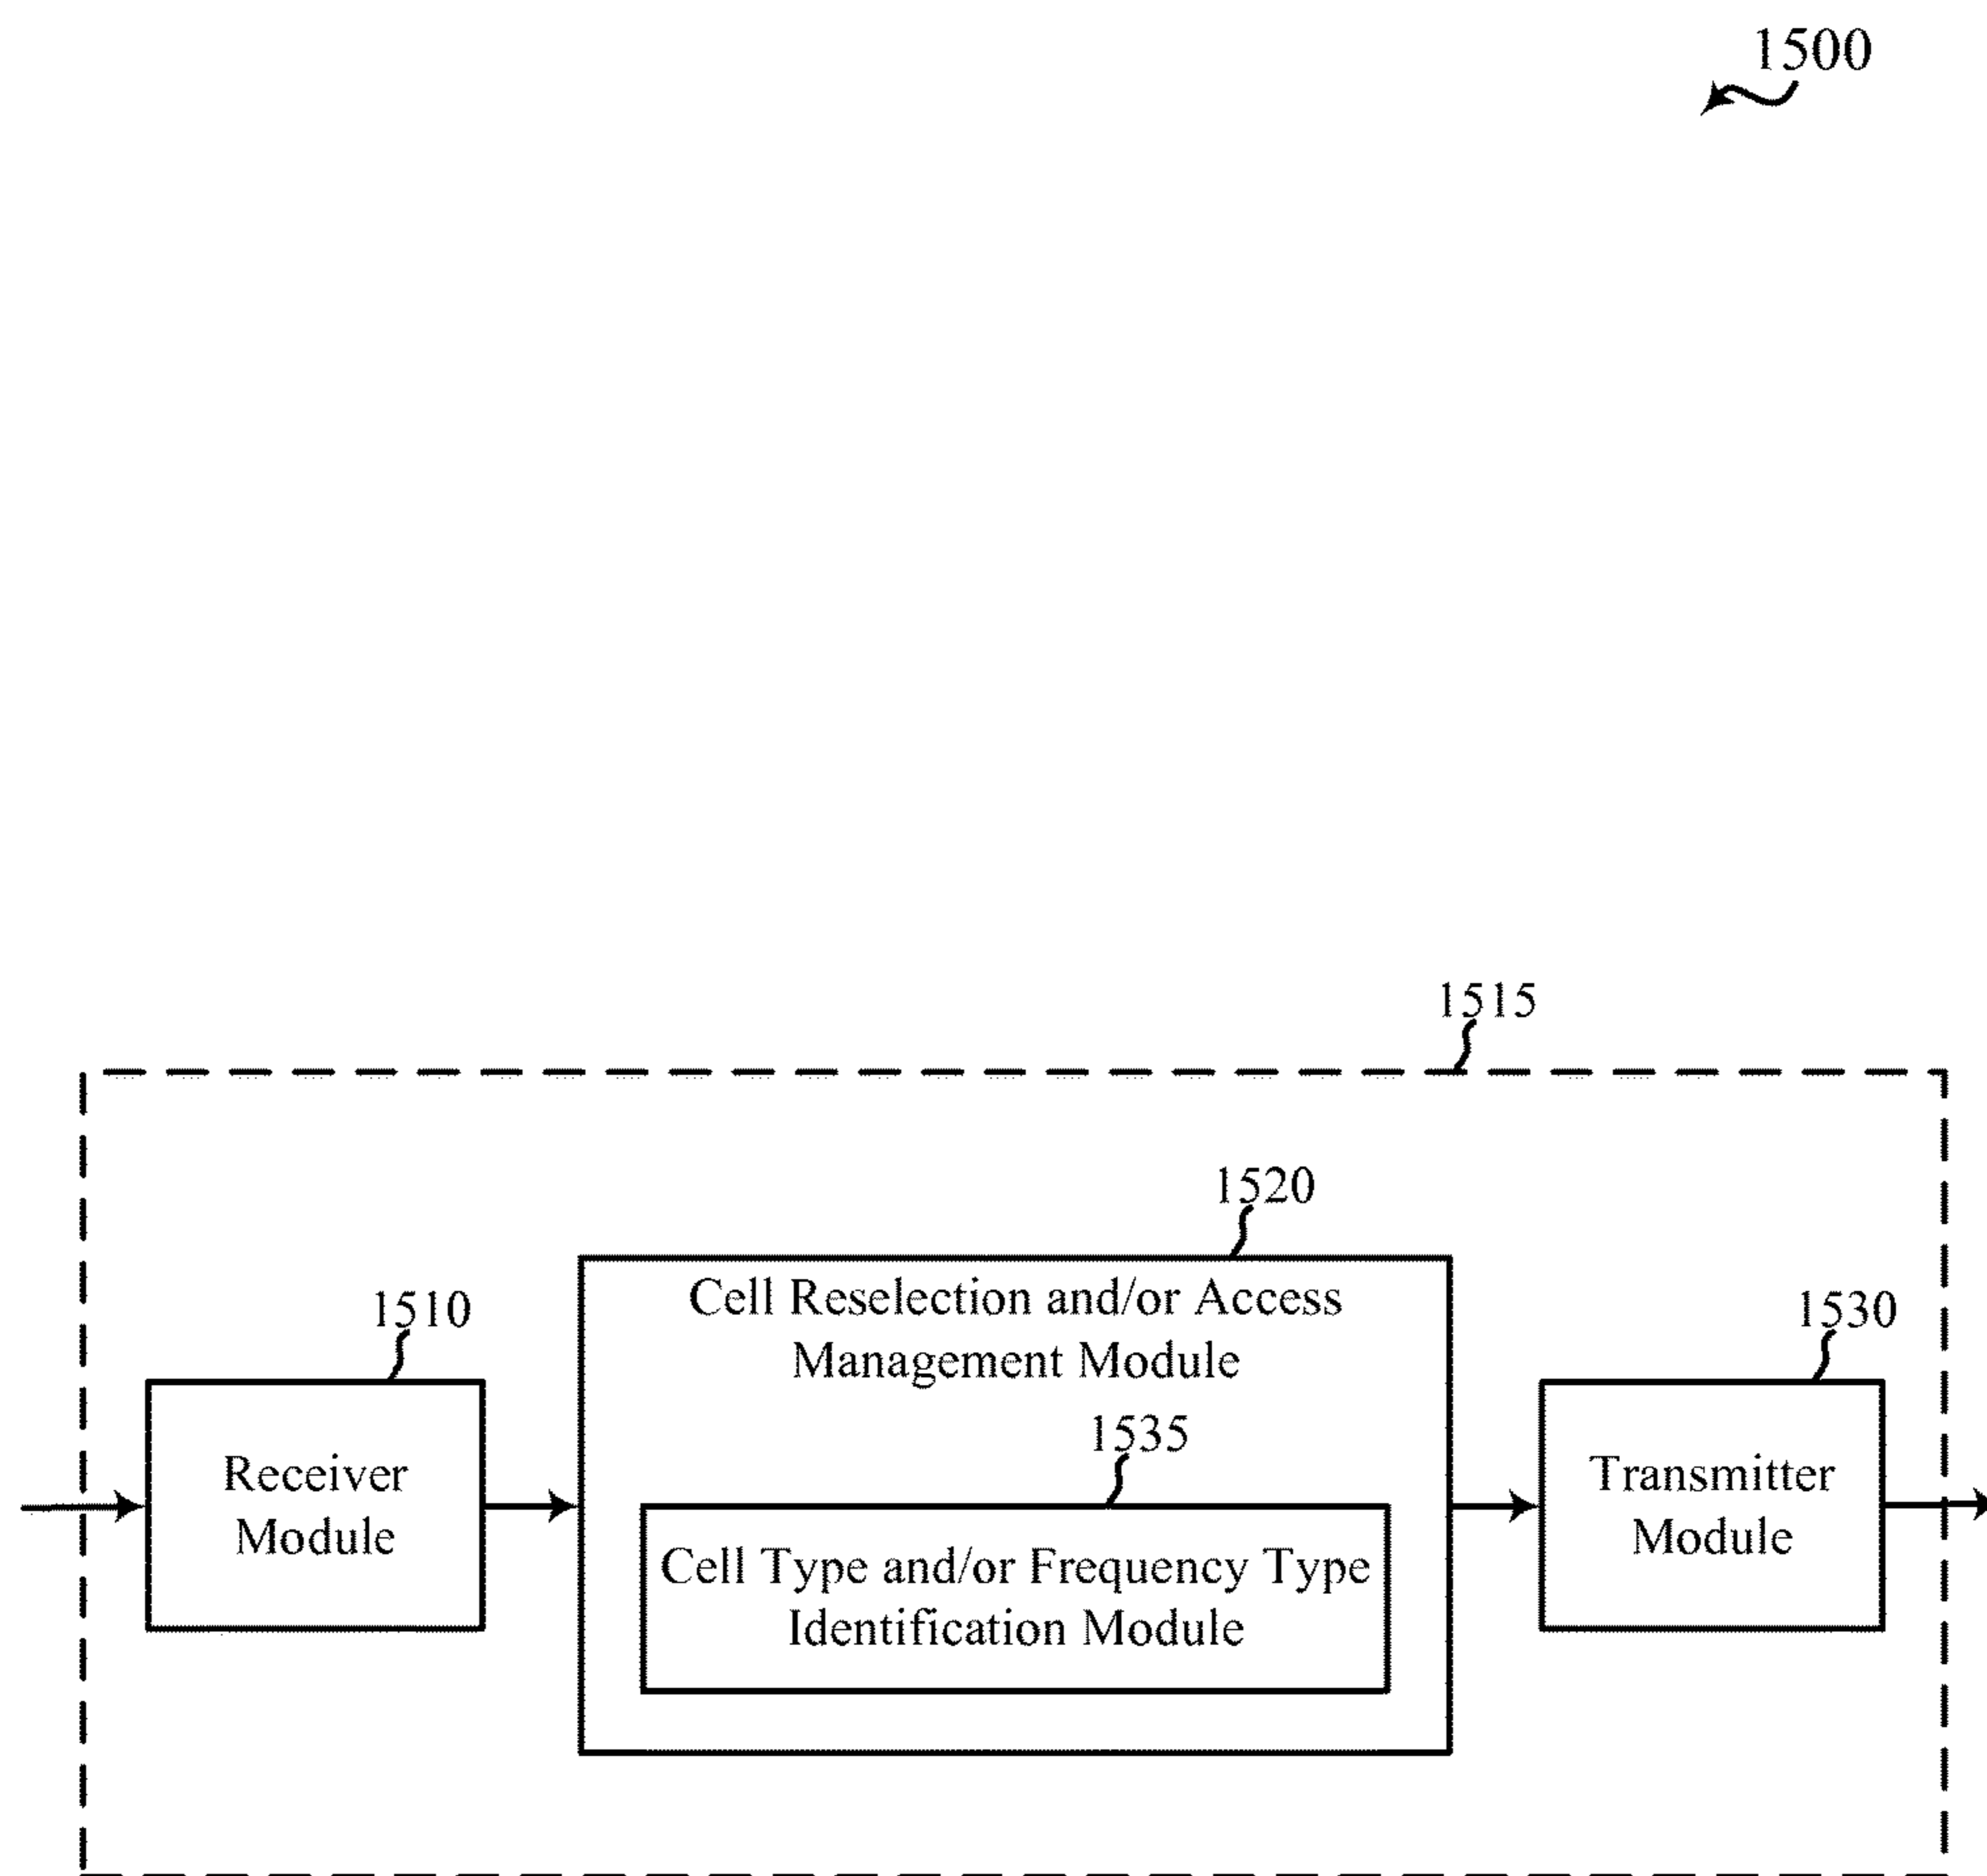 1500
1515
1520
Cell Reselection and/or Access
Management Module
1510
1530
1535
Receiver
Module
Transmitter
Module
Cell Type and/or Frequency Type
Identification Module